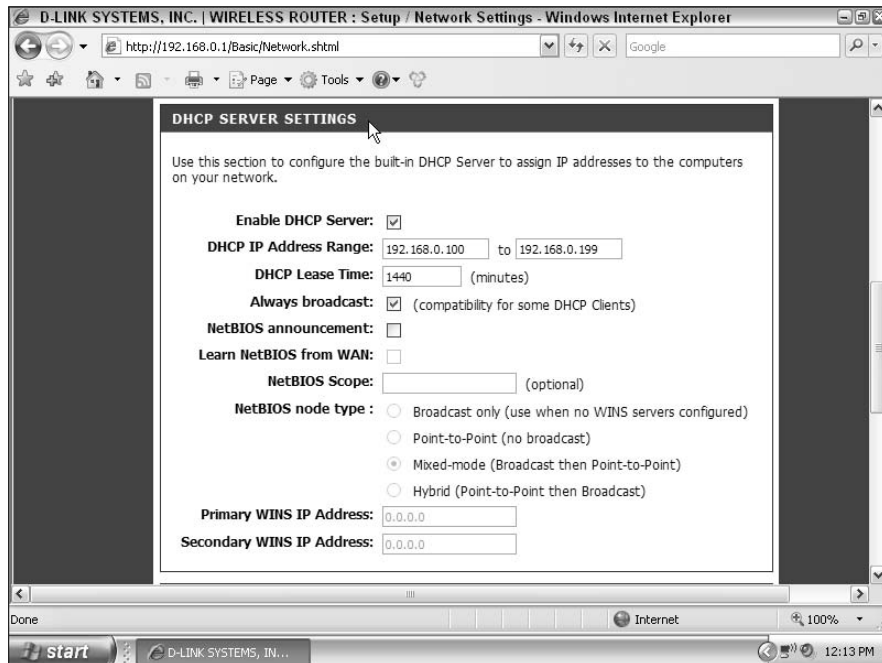 D-LINK SYSTEMS, INC. | WIRELESS ROUTER : Setup / Network Settings - Windows Internet Explorer
http://192.168.0.1/Basic/Network.shtml
Google
Page
Tools
DHCP SERVER SETTINGS
Use this section to configure the built-in DHCP Server to assign IP addresses to the computers
on your network.
Enable DHCP Server:
DHCP IP Address Range: 192.168.0.100 to 192.168.0.199
DHCP Lease Time: 1440 (minutes)
Always broadcast: (compatibility for some DHCP Clients)
NetBIOS announcement:
Learn NetBIOS from WAN:
NetBIOS Scope: (optional)
NetBIOS node type : Broadcast only (use when no WINS servers configured)
Point-to-Point (no broadcast)
Mixed-mode (Broadcast then Point-to-Point)
Hybrid (Point-to-Point then Broadcast)
Primary WINS IP Address: 0.0.0.0
Secondary WINS IP Address: 0.0.0.0
Done
Internet
100%
start
D-LINK SYSTEMS, IN...
12:13 PM